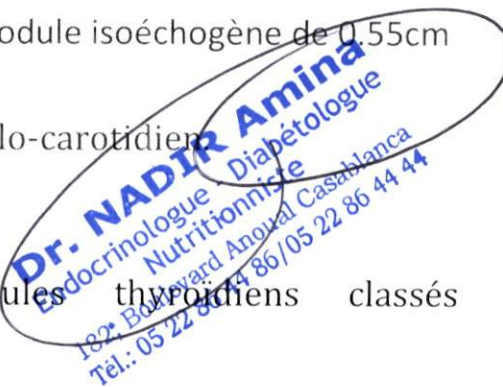 odule isoéchogène de 0.55cm
lo-carotidien
ules thyroïdiens classés
Dr. NADIR Amina
Endocrinologue Diabétologue
Nutritionniste
182, Boulevard Anoual Casablanca
Tél.: 05 22 86 44 86/05 22 86 44 44